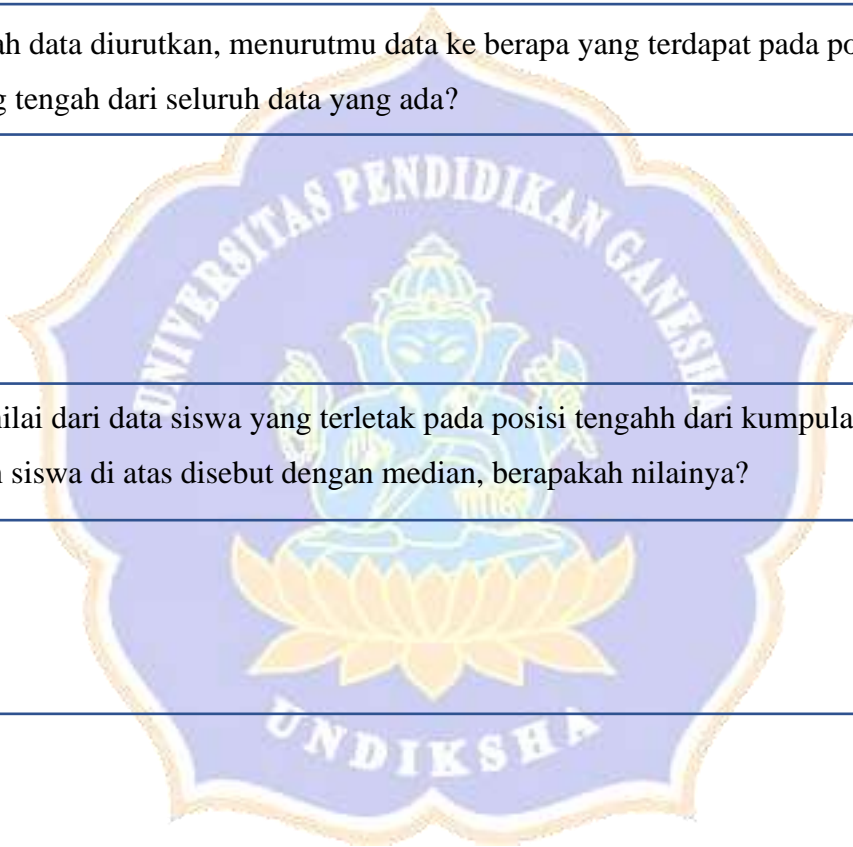 ah data diurutkan, menurutmu data ke berapa yang terdapat pada po
g tengah dari seluruh data yang ada?
UNIVERSITAS PENDIDIKAN GANESHA
ilai dari data siswa yang terletak pada posisi tengahh dari kumpula
n siswa di atas disebut dengan median, berapakah nilainya?
UNDIKSHA